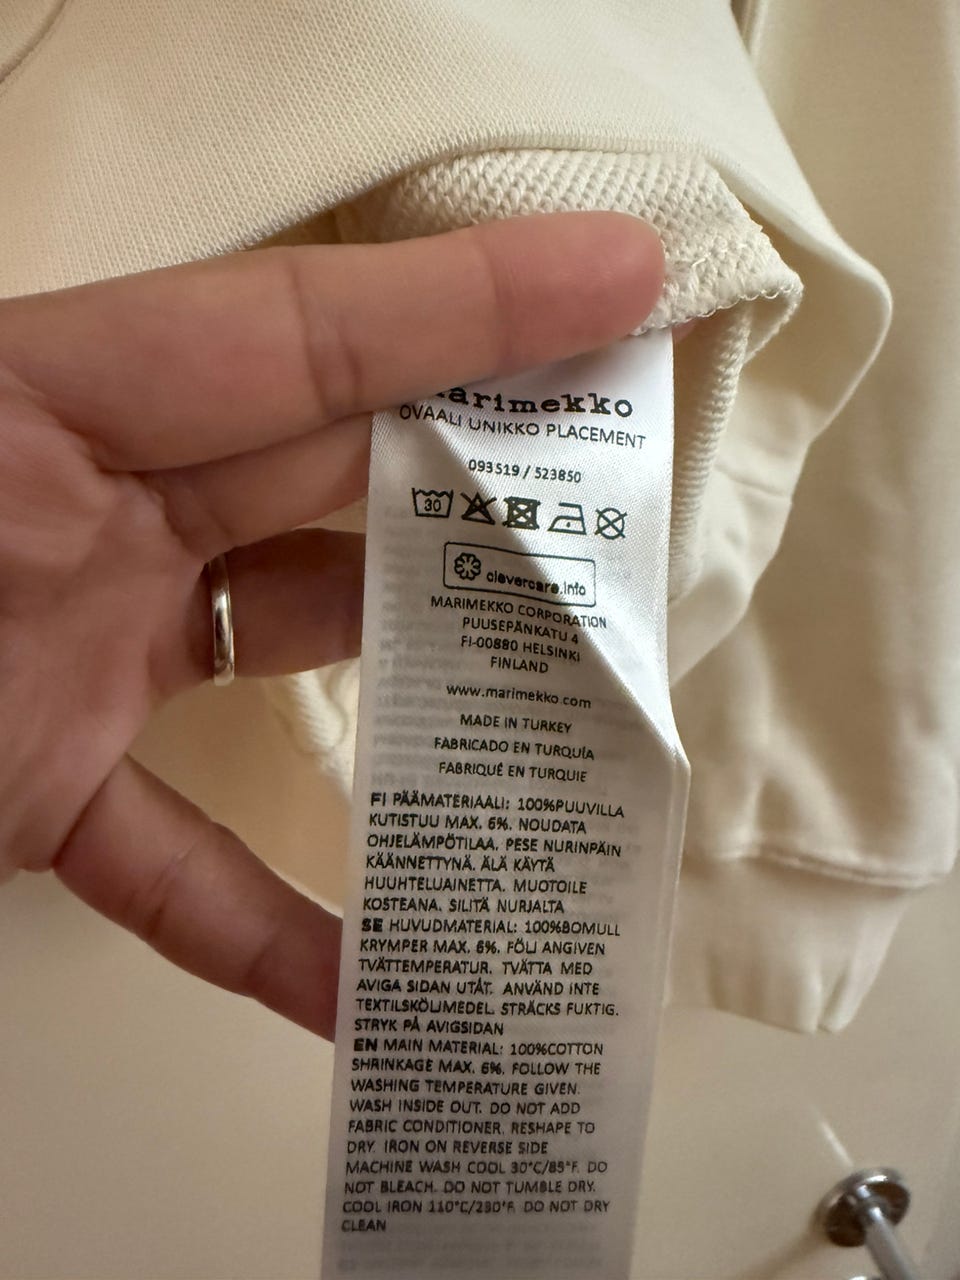 marimekko
OVAALI UNIKKO PLACEMENT
093519 / 523850
30
clevercare.info
MARIMEKKO CORPORATION
PUUSEPÄNKATU 4
FI-00880 HELSINKI
FINLAND
www.marimekko.com
MADE IN TURKEY
FABRICADO EN TURQUÍA
FABRIQUÉ EN TURQUIE
FI PÄÄMATERIAALI: 100%PUUVILLA
KUTISTUU MAX. 6%. NOUDATA
OHJELÄMPÖTILAA. PESE NURINPÄIN
KÄÄNNETTYNÄ. ÄLÄ KÄYTÄ
HUUHTELUAINETTA. MUOTOILE
KOSTEANA. SILITÄ NURJALTA
SE HUVUDMATERIAL: 100%BOMULL
KRYMPER MAX. 6%. FÖLJ ANGIVEN
TVÄTTEMPERATUR. TVÄTTA MED
AVIGA SIDAN UTÅT. ANVÄND INTE
TEXTILSKÖLJMEDEL. STRÄCKS FUKTIG.
STRYK PÅ AVIGSIDAN
EN MAIN MATERIAL: 100%COTTON
SHRINKAGE MAX. 6%. FOLLOW THE
WASHING TEMPERATURE GIVEN.
WASH INSIDE OUT. DO NOT ADD
FABRIC CONDITIONER. RESHAPE TO
DRY. IRON ON REVERSE SIDE
MACHINE WASH COOL 30°C/85°F. DO
NOT BLEACH. DO NOT TUMBLE DRY.
COOL IRON 110°C/230°F. DO NOT DRY
CLEAN